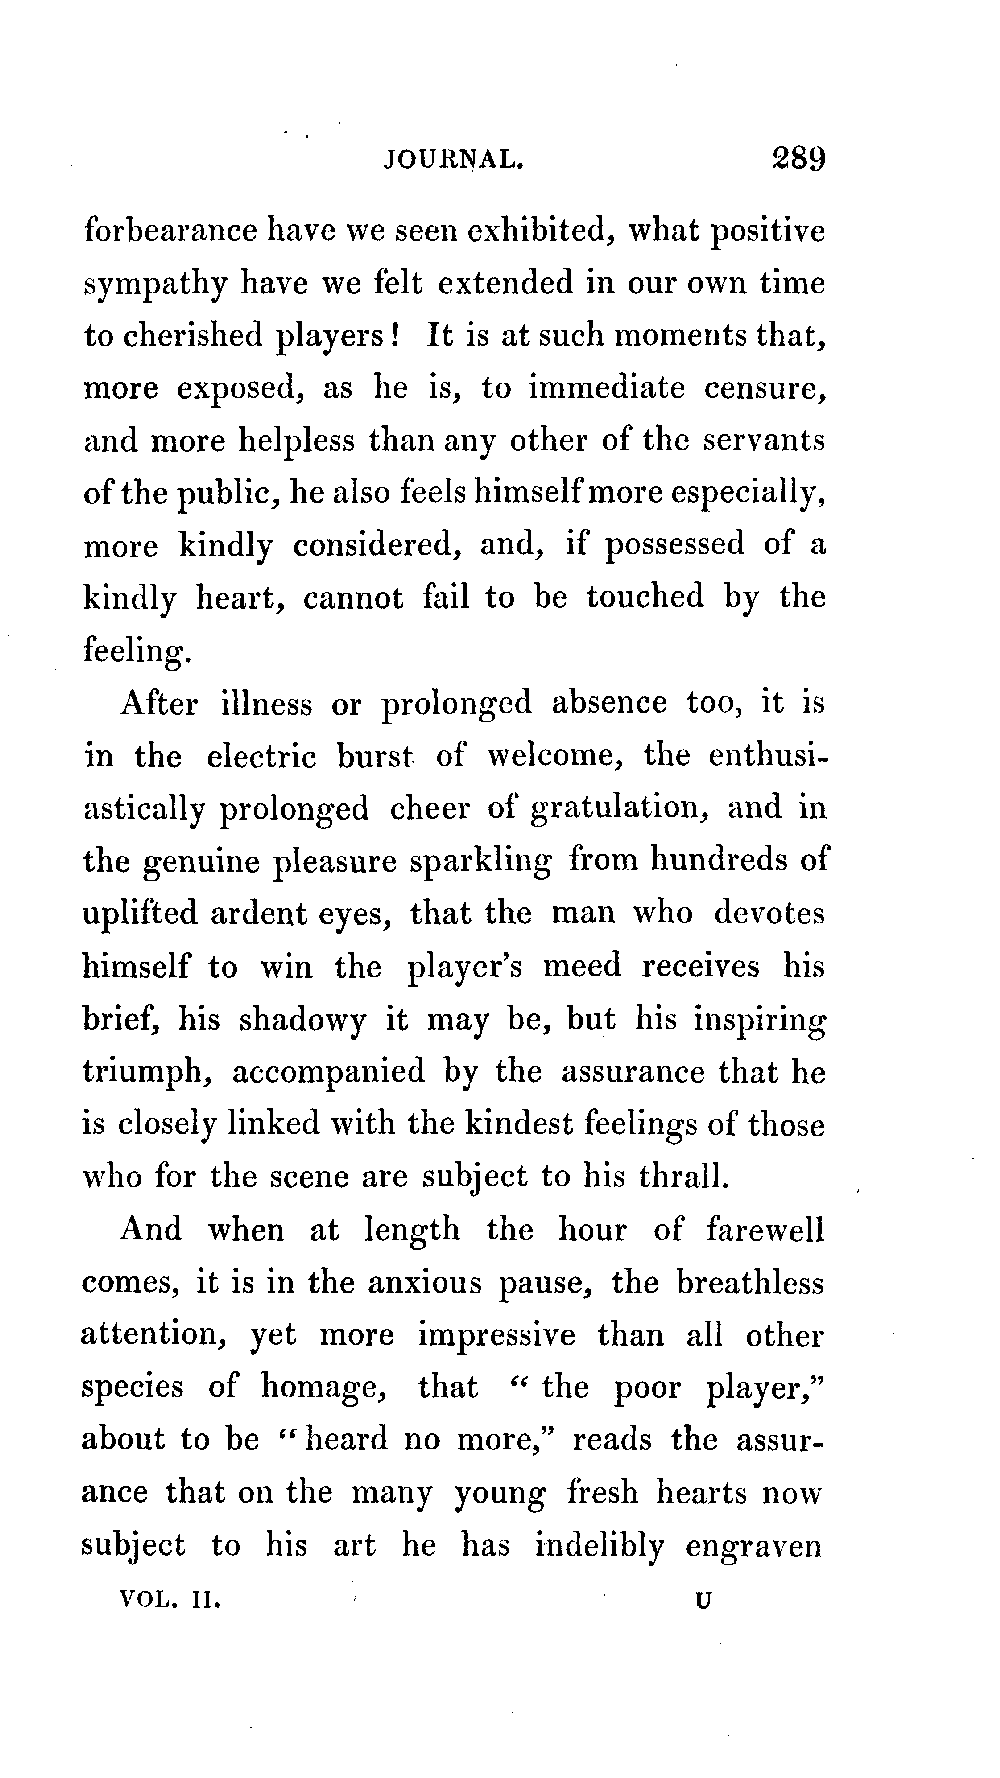 JOURNAL. 289
forbearance have we seen exhibited, what positive
sympathy have we felt extended in our own time
to cherished players! It is at such moments that,
more exposed, as he is, to immediate censure,
and more helpless than any other of the servants
of the public, he also feels himself more especially,
more kindly considered, and, if possessed of a
kindly heart, cannot fail to be touched by the
feeling.
After illness or prolonged absence too, it is
in the electric burst of welcome, the enthusi-
astically prolonged cheer of gratulation, and in
the genuine pleasure sparkling from hundreds of
uplifted ardent eyes, that the man who devotes
himself to win the player's meed receives his
brief, his shadowy it may be, but his inspiring
triumph, accompanied by the assurance that he
is closely linked with the kindest feelings of those
who for the scene are subject to his thrall.
And when at length the hour of farewell
comes, it is in the anxious pause, the breathless
attention, yet more impressive than all other
species of homage, that “ the poor player,”
about to be “ heard no more,” reads the assur-
ance that on the many young fresh hearts now
subject to his art he has indelibly engraven
VOL. II. U